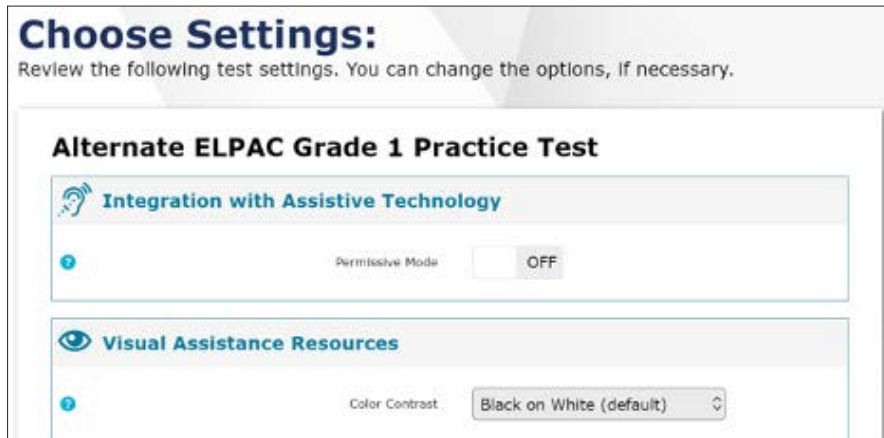 Choose Settings:
Review the following test settings. You can change the options, if necessary.
Alternate ELPAC Grade 1 Practice Test
Integration with Assistive Technology
Permissive Mode OFF
Visual Assistance Resources
Color Contrast Black on White (default)